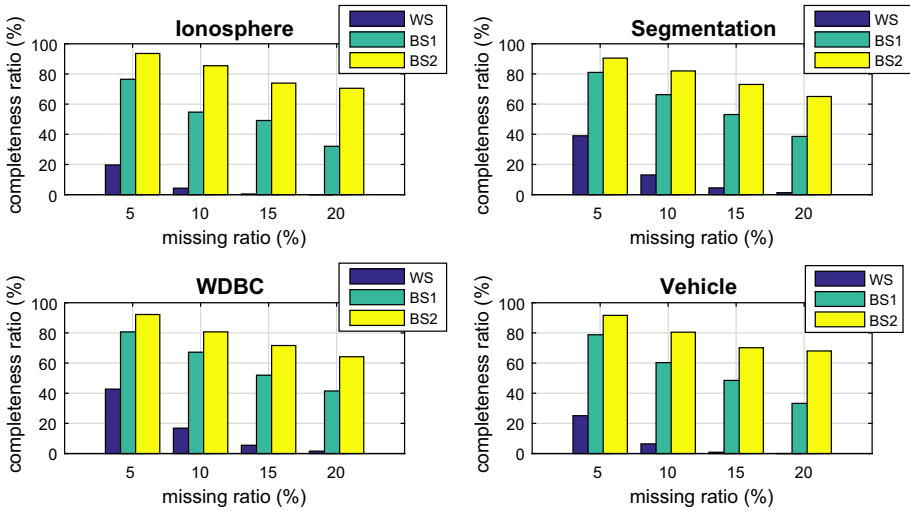 Ionosphere
WS
BS1
BS2
completeness ratio (%)
100
80
60
40
20
0
5 10 15 20
missing ratio (%)
Segmentation
WS
BS1
BS2
completeness ratio (%)
100
80
60
40
20
0
5 10 15 20
missing ratio (%)
WDBC
WS
BS1
BS2
completeness ratio (%)
100
80
60
40
20
0
5 10 15 20
missing ratio (%)
Vehicle
WS
BS1
BS2
completeness ratio (%)
100
80
60
40
20
0
5 10 15 20
missing ratio (%)